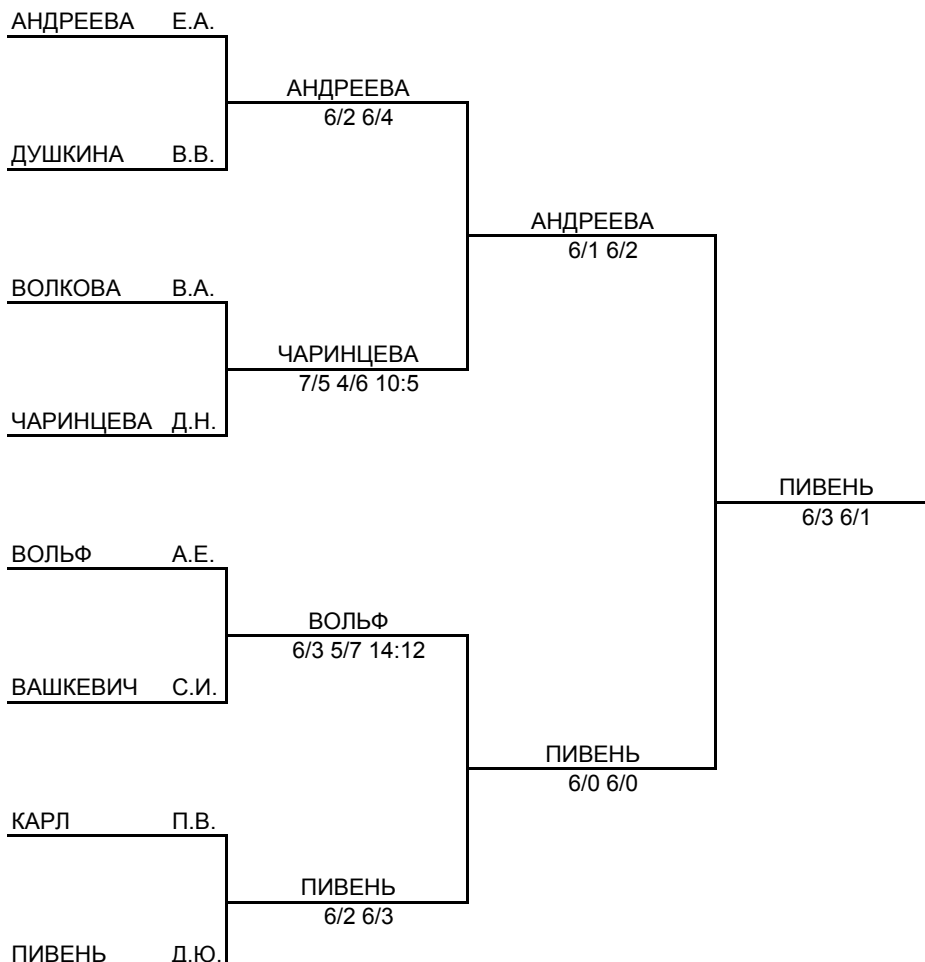 АНДРЕЕВА Е.А.
АНДРЕЕВА
6/2 6/4
ДУШКИНА В.В.
АНДРЕЕВА
6/1 6/2
ВОЛКОВА В.А.
ЧАРИНЦЕВА
7/5 4/6 10:5
ЧАРИНЦЕВА Д.Н.
ПИВЕНЬ
6/3 6/1
ВОЛЬФ А.Е.
ВОЛЬФ
6/3 5/7 14:12
ВАШКЕВИЧ С.И.
ПИВЕНЬ
6/0 6/0
КАРЛ П.В.
ПИВЕНЬ
6/2 6/3
ПИВЕНЬ Д.Ю.